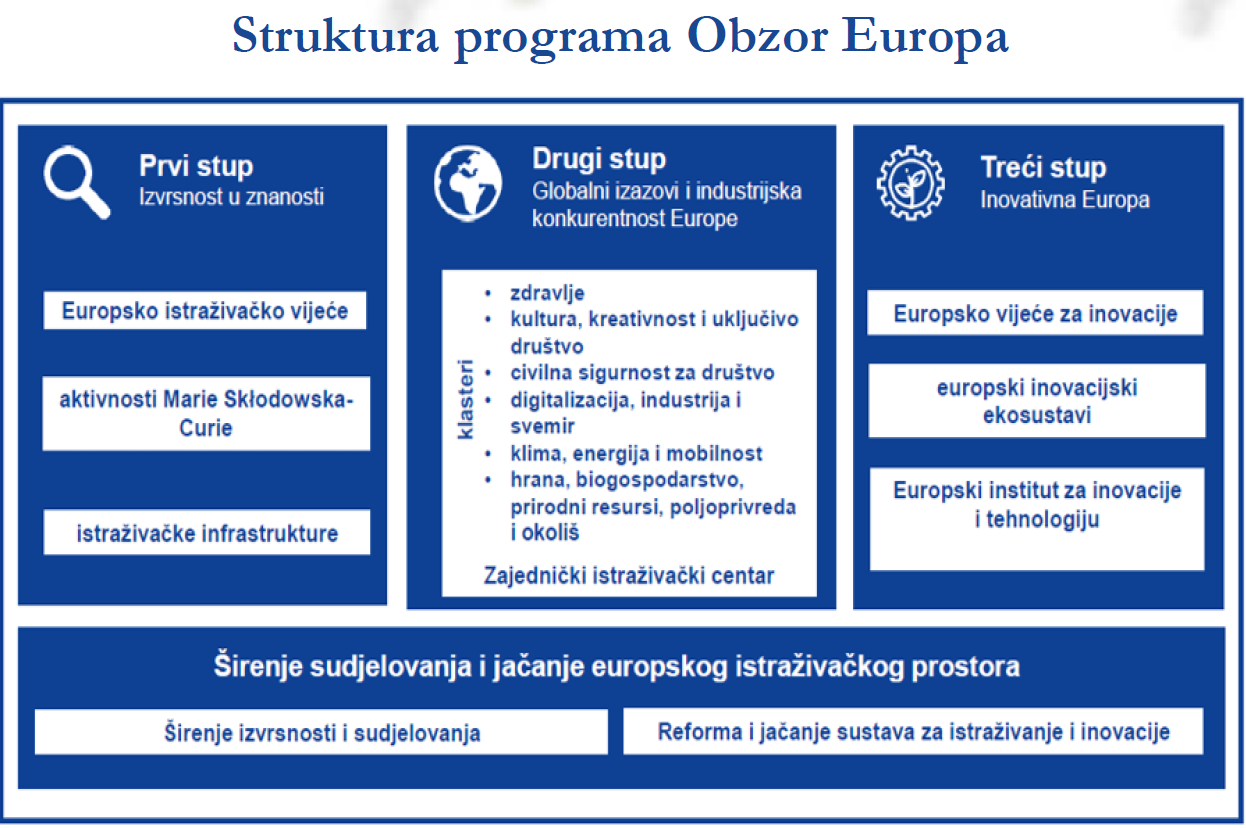 Struktura programa Obzor Europa
Prvi stup
Izvrsnost u znanosti
Europsko istraživačko vijeće
aktivnosti Marie Skłodowska-
Curie
istraživačke infrastrukture
Drugi stup
Globalni izazovi i industrijska
konkurentnost Europe
klasteri
• zdravlje
• kultura, kreativnost i uključivo
društvo
• civilna sigurnost za društvo
• digitalizacija, industrija i
svemir
• klima, energija i mobilnost
• hrana, biogospodarstvo,
prirodni resursi, poljoprivreda
i okoliš
Zajednički istraživački centar
Treći stup
Inovativna Europa
Europsko vijeće za inovacije
europski inovacijski
ekosustavi
Europski institut za inovacije
i tehnologiju
Širenje sudjelovanja i jačanje europskog istraživačkog prostora
Širenje izvrsnosti i sudjelovanja
Reforma i jačanje sustava za istraživanje i inovacije